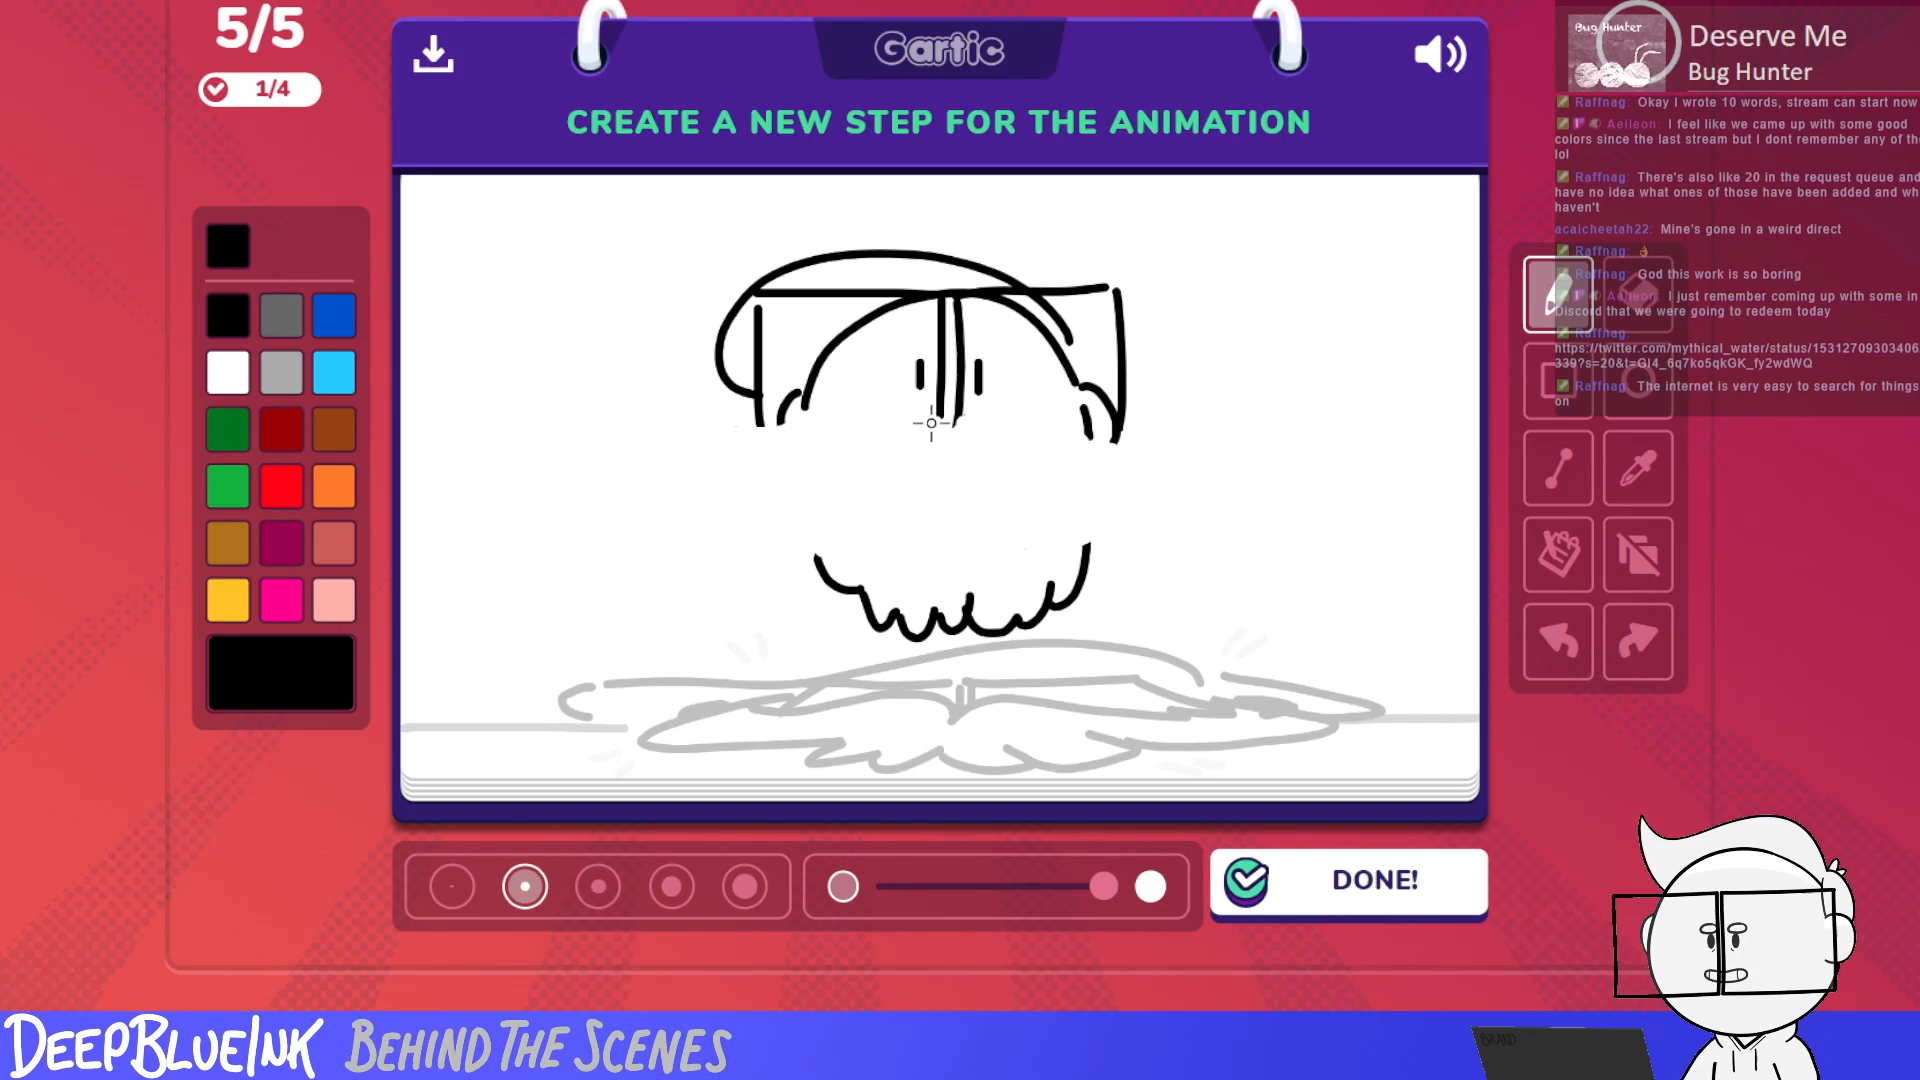 5/5
1/4
Gartic
CREATE A NEW STEP FOR THE ANIMATION
Bug Hunter
Deserve Me
Bug Hunter
Raffnag: Okay I wrote 10 words, stream can start now
Aeileon: I feel like we came up with some good
colors since the last stream but I dont remember any of the
lol
Raffnag: There's also like 20 in the request queue and
have no idea what ones of those have been added and wh
haven't
acaicheetah22: Mine's gone in a weird direct
Raffnag:
Raffnag: God this work is so boring
Aeileon: I just remember coming up with some in
Discord that we were going to redeem today
Raffnag:
https://twitter.com/mythical_water/status/15312709303406
339?s=20&t=Gl4_6q7ko5qkGK_fy2wdWQ
Raffnag: The internet is very easy to search for things
on
DONE!
DEEPBLUEINK BEHIND THE SCENES
BRAND